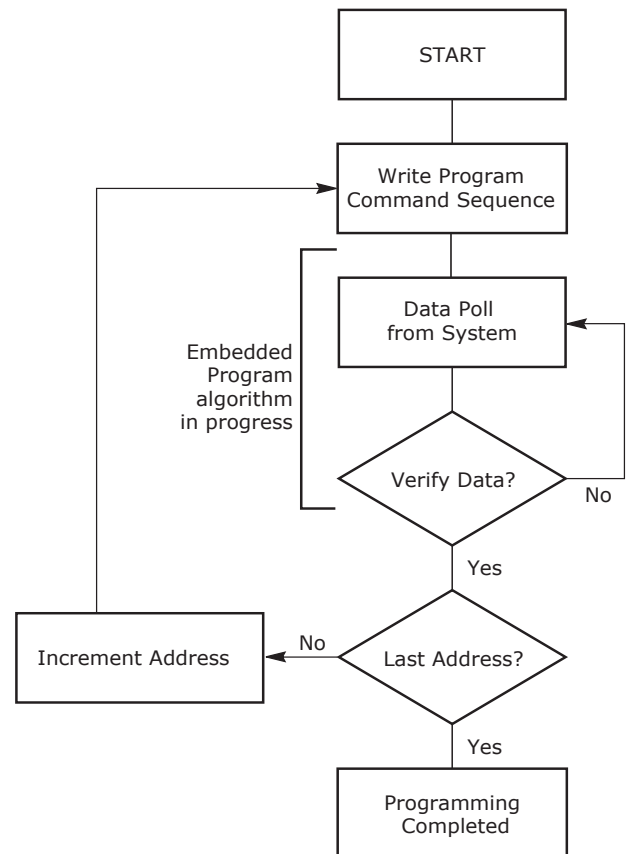 START
Write Program
Command Sequence
Data Poll
from System
Embedded
Program
algorithm
in progress
Verify Data?
No
Yes
Increment Address
No
Last Address?
Yes
Programming
Completed